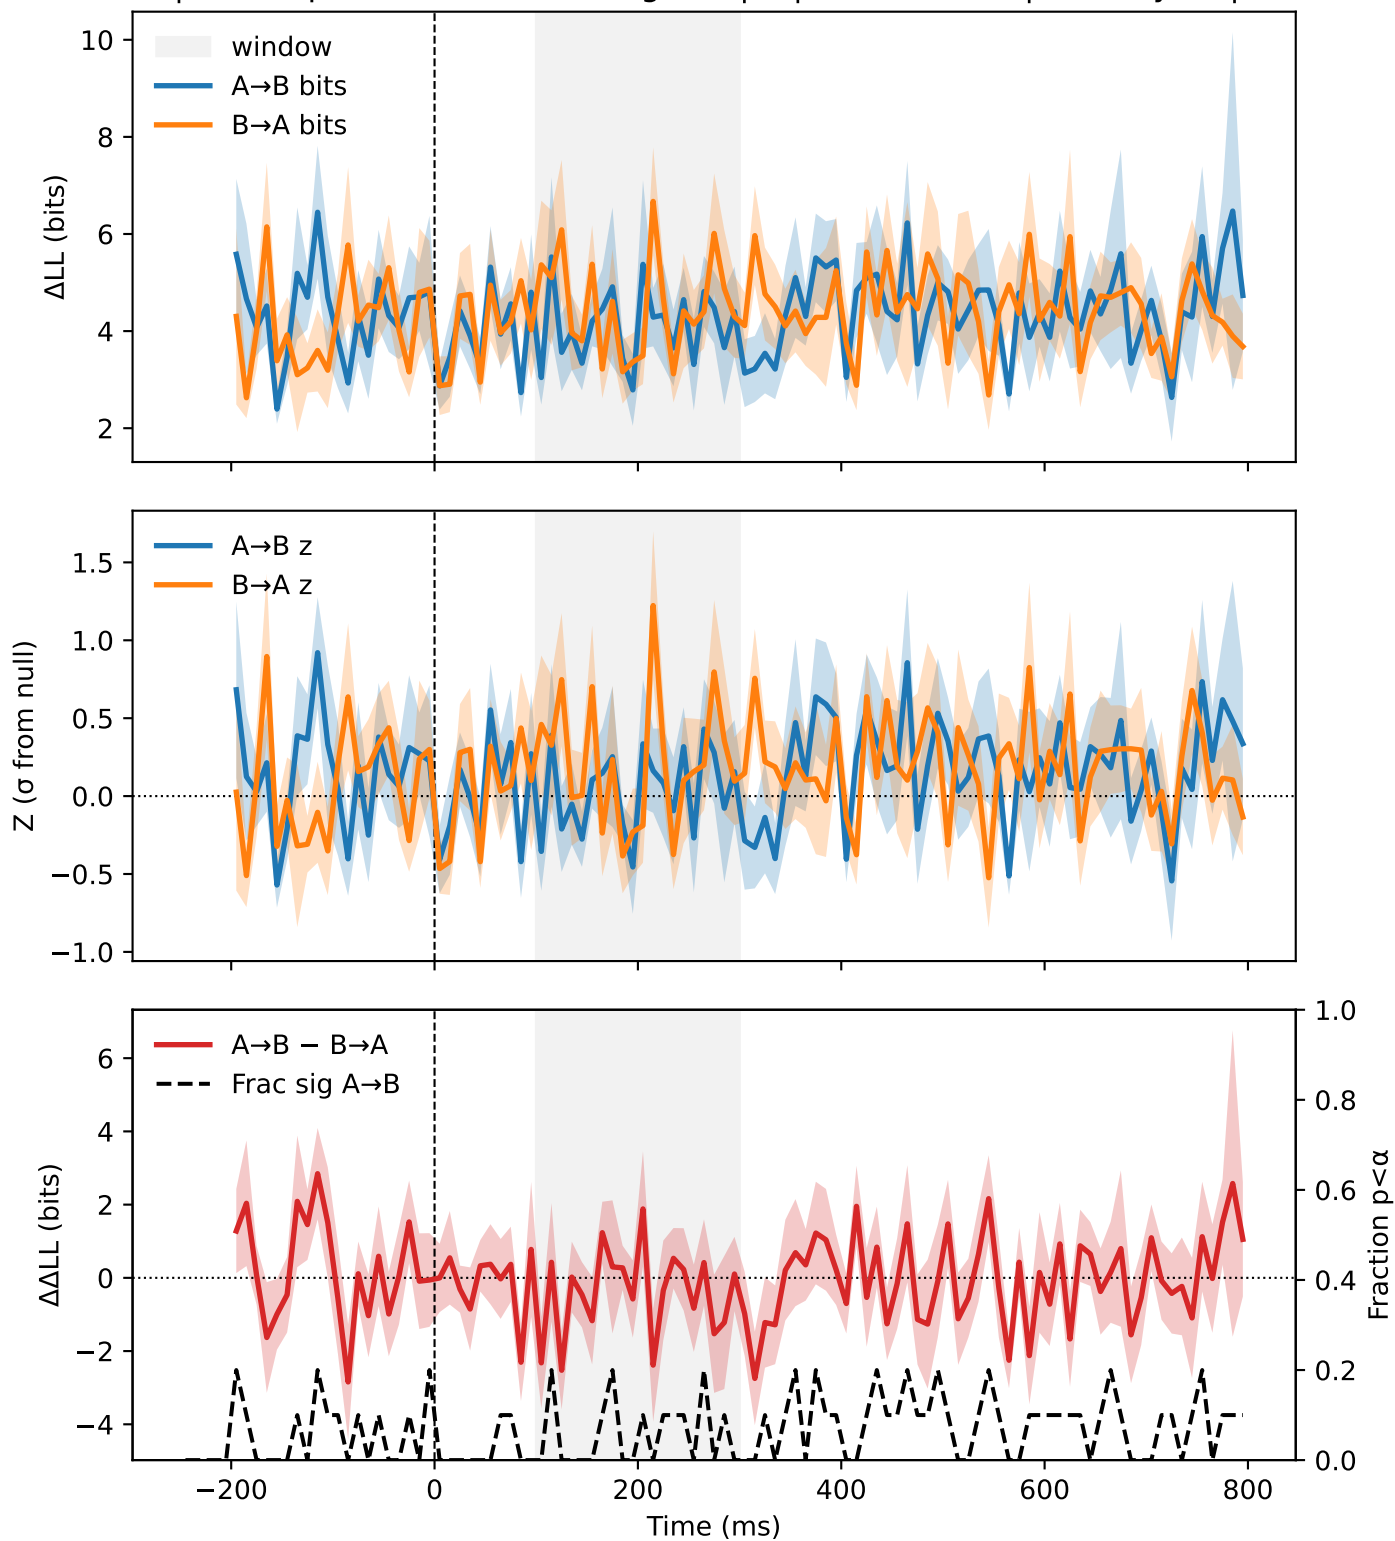 window
A→B bits
B→A bits
ΔLL (bits)
10
8
6
4
2
A→B z
B→A z
Z (σ from null)
1.5
1.0
0.5
0.0
−0.5
−1.0
A→B − B→A
Frac sig A→B
ΔΔLL (bits)
6
4
2
0
−2
−4
1.0
0.8
0.6
0.4
0.2
0.0
Fraction p<α
−200
0
200
400
600
800
Time (ms)